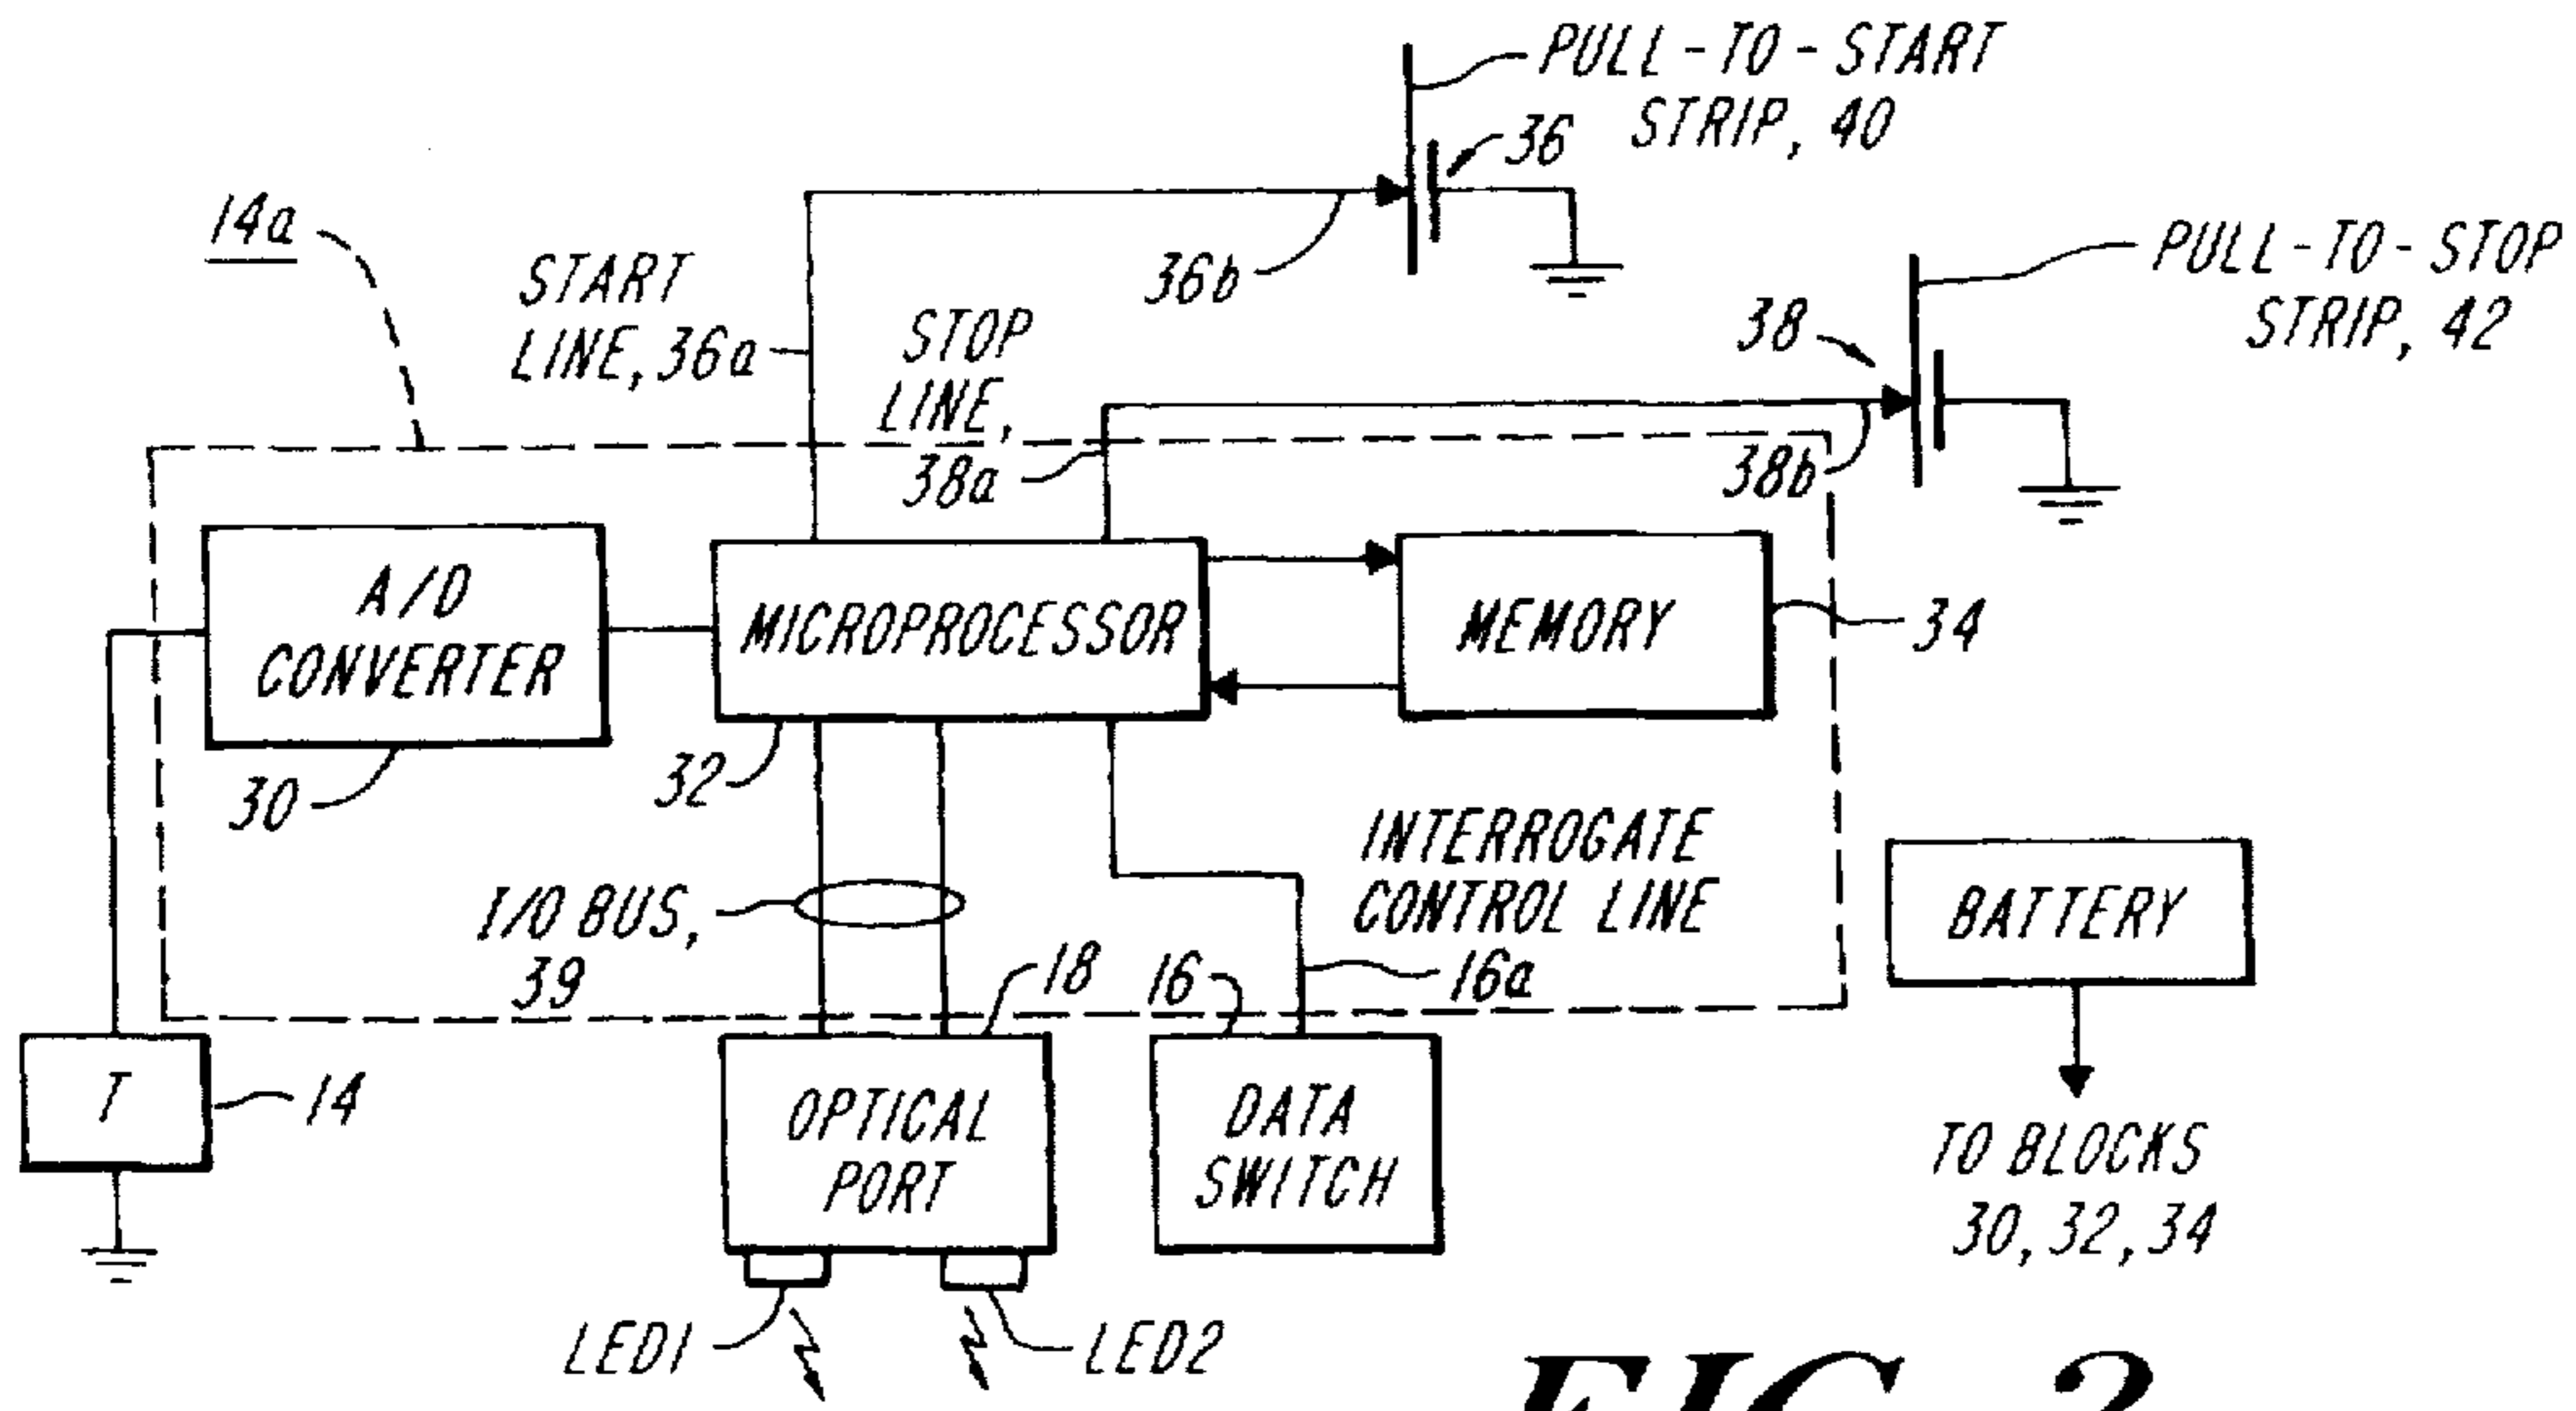 PULL-TO-START
STRIP, 40
36
14a
36b
START
LINE, 36a
STOP
LINE,
38a
PULL-TO-STOP
STRIP, 42
38
38b
A/D
CONVERTER
30
MICROPROCESSOR
32
MEMORY
34
I/O BUS,
39
INTERROGATE
CONTROL LINE
16a
18
16
BATTERY
TO BLOCKS
30, 32, 34
T
14
OPTICAL
PORT
DATA
SWITCH
LED1
LED2